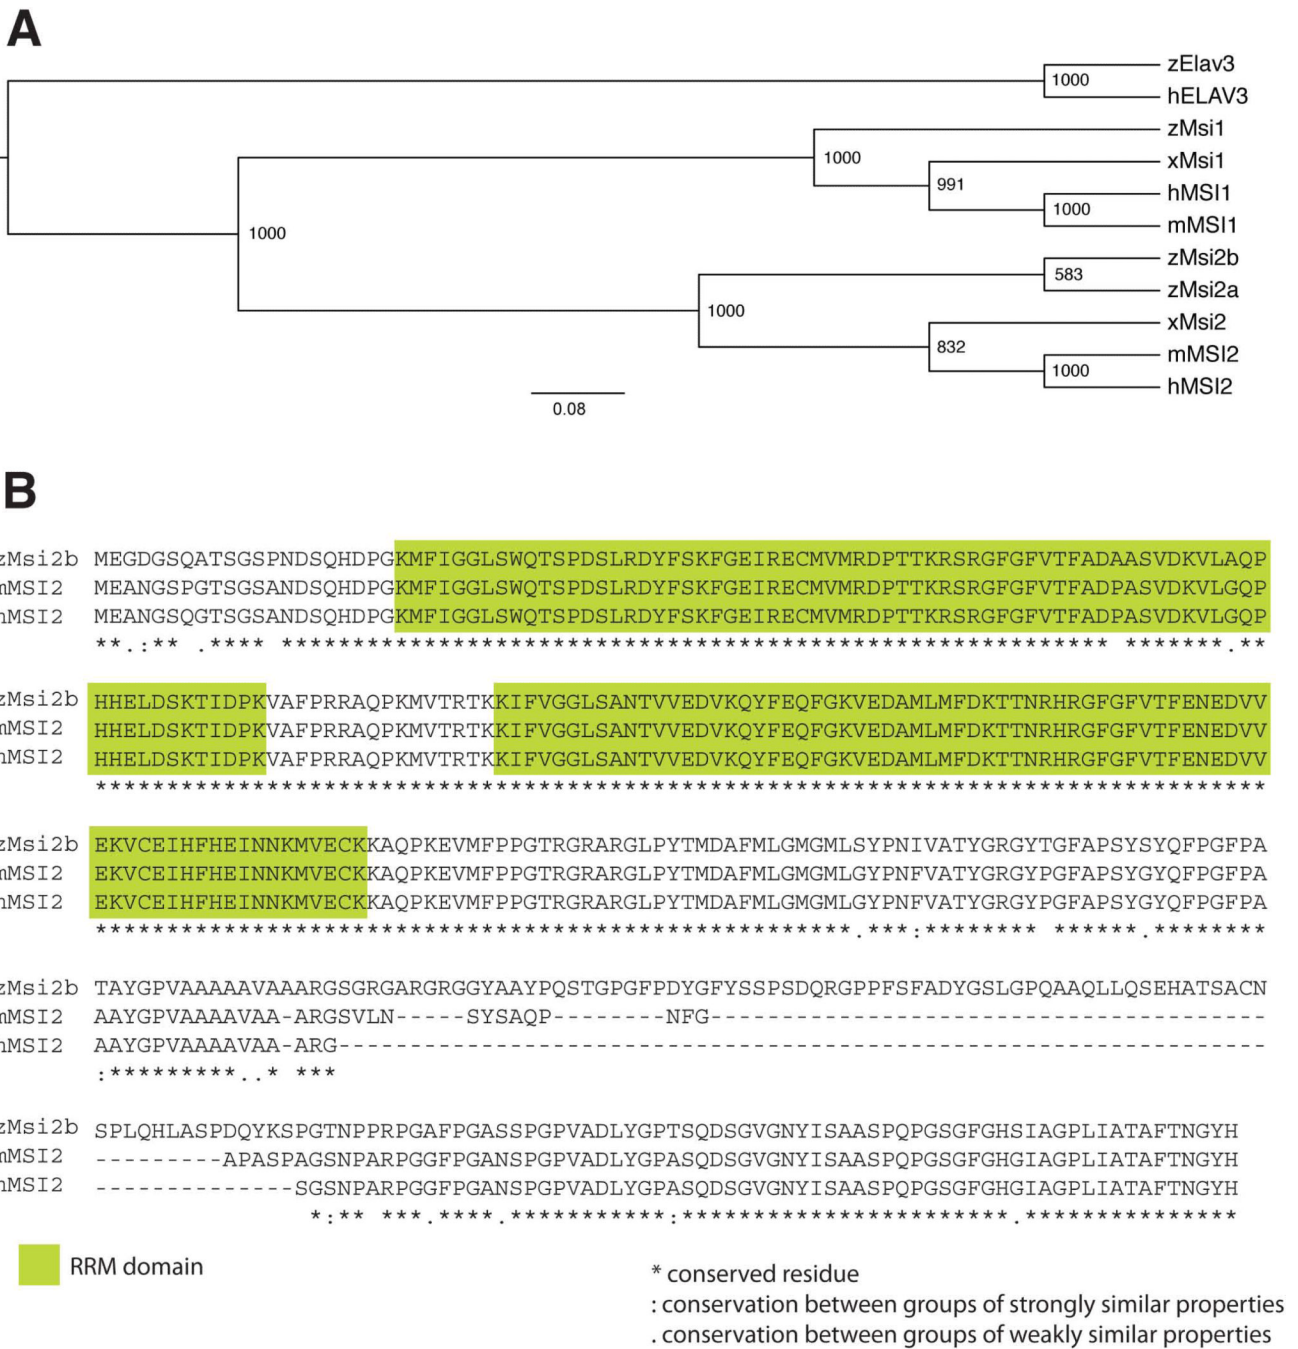 A
zElav3
1000
hELAV3
zMsi1
1000
xMsi1
991
hMSI1
1000
mMSI1
1000
zMsi2b
583
zMsi2a
1000
xMsi2
832
mMSI2
1000
hMSI2
0.08
B
zMsi2b MEGDGSQATSGSPNDSQHDPGKMFIGGLSWQTSPDSLRDYFSKFGEIRECMVMRDPTTKRSRGFGFVTFADAASVDKVLAQP
mMSI2 MEANGSPGTSGSANDSQHDPGKMFIGGLSWQTSPDSLRDYFSKFGEIRECMVMRDPTTKRSRGFGFVTFADPASVDKVLGQP
hMSI2 MEANGSQGTSGSANDSQHDPGKMFIGGLSWQTSPDSLRDYFSKFGEIRECMVMRDPTTKRSRGFGFVTFADPASVDKVLGQP
**.:** .**** ********************************************************** *******.**
zMsi2b HHELDSKTIDPKVAFPRRAQPKMVTRTKKIFVGGLSANTVVEDVKQYFEQFGKVEDAMLMFDKTTNRHRGFGFVTFENEDVV
mMSI2 HHELDSKTIDPKVAFPRRAQPKMVTRTKKIFVGGLSANTVVEDVKQYFEQFGKVEDAMLMFDKTTNRHRGFGFVTFENEDVV
hMSI2 HHELDSKTIDPKVAFPRRAQPKMVTRTKKIFVGGLSANTVVEDVKQYFEQFGKVEDAMLMFDKTTNRHRGFGFVTFENEDVV
**********************************************************************************
zMsi2b EKVCEIHFHEINNKMVECKKAQPKEVMFPPGTRGRARGLPYTMDAFMLGMGMLSYPNIVATYGRGYTGFAPSYSYQFPGFPA
mMSI2 EKVCEIHFHEINNKMVECKKAQPKEVMFPPGTRGRARGLPYTMDAFMLGMGMLGYPNFVATYGRGYPGFAPSYGYQFPGFPA
hMSI2 EKVCEIHFHEINNKMVECKKAQPKEVMFPPGTRGRARGLPYTMDAFMLGMGMLGYPNFVATYGRGYPGFAPSYGYQFPGFPA
*****************************************************.***:******** ******.********
zMsi2b TAYGPVAAAAAAVAAARGSGRGARGRGGYAAYPQSTGPGFPDYGFYSSPSDQRGPPFSFADYGSLGPQAAQLLQSEHATSACN
mMSI2 AAYGPVAAAAAVAA-ARGSVLN-----SYSAQP--------NFG---------------------------------------
hMSI2 AAYGPVAAAAAVAA-ARG-----------------------------------------------------------------
:*********..* ***
zMsi2b SPLQHLASPDQYKSPGTNPPRPGAFPGASSPGPVADLYGPTSQDSGVGNYISAASPQPGSGFGHSIAGPLIATAFTNGYH
mMSI2 ---------APASPAGSNPARPGGFPGANSPGPVADLYGPASQDSGVGNYISAASPQPGSGFGHGIAGPLIATAFTNGYH
hMSI2 --------------SGSNPARPGGFPGANSPGPVADLYGPASQDSGVGNYISAASPQPGSGFGHGIAGPLIATAFTNGYH
*:** ***.****.***********:***********************.***************
RRM domain
* conserved residue
: conservation between groups of strongly similar properties
. conservation between groups of weakly similar properties